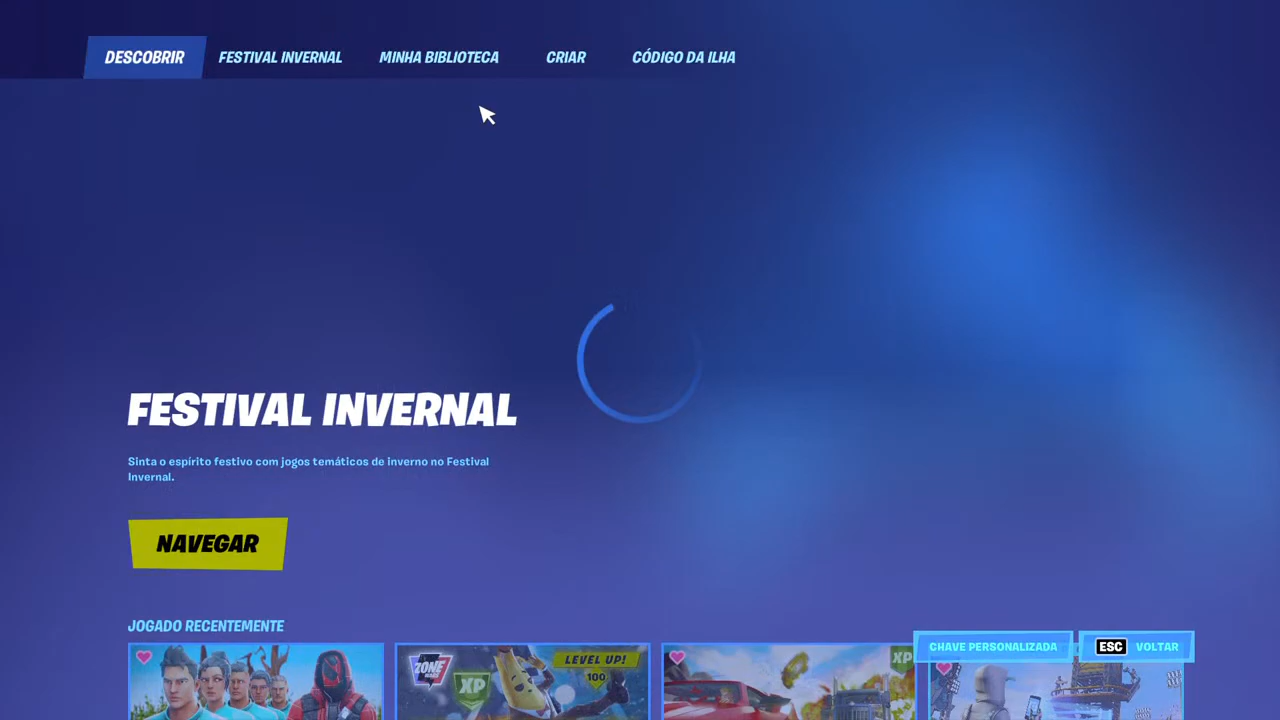 DESCOBRIR FESTIVAL INVERNAL MINHA BIBLIOTECA CRIAR CÓDIGO DA ILHA
FESTIVAL INVERNAL
Sinta o espírito festivo com jogos temáticos de inverno no Festival
Invernal.
NAVEGAR
JOGADO RECENTEMENTE
CHAVE PERSONALIZADA ESC VOLTAR
ZONE
WARS
XP
LEVEL UP!
100
XP